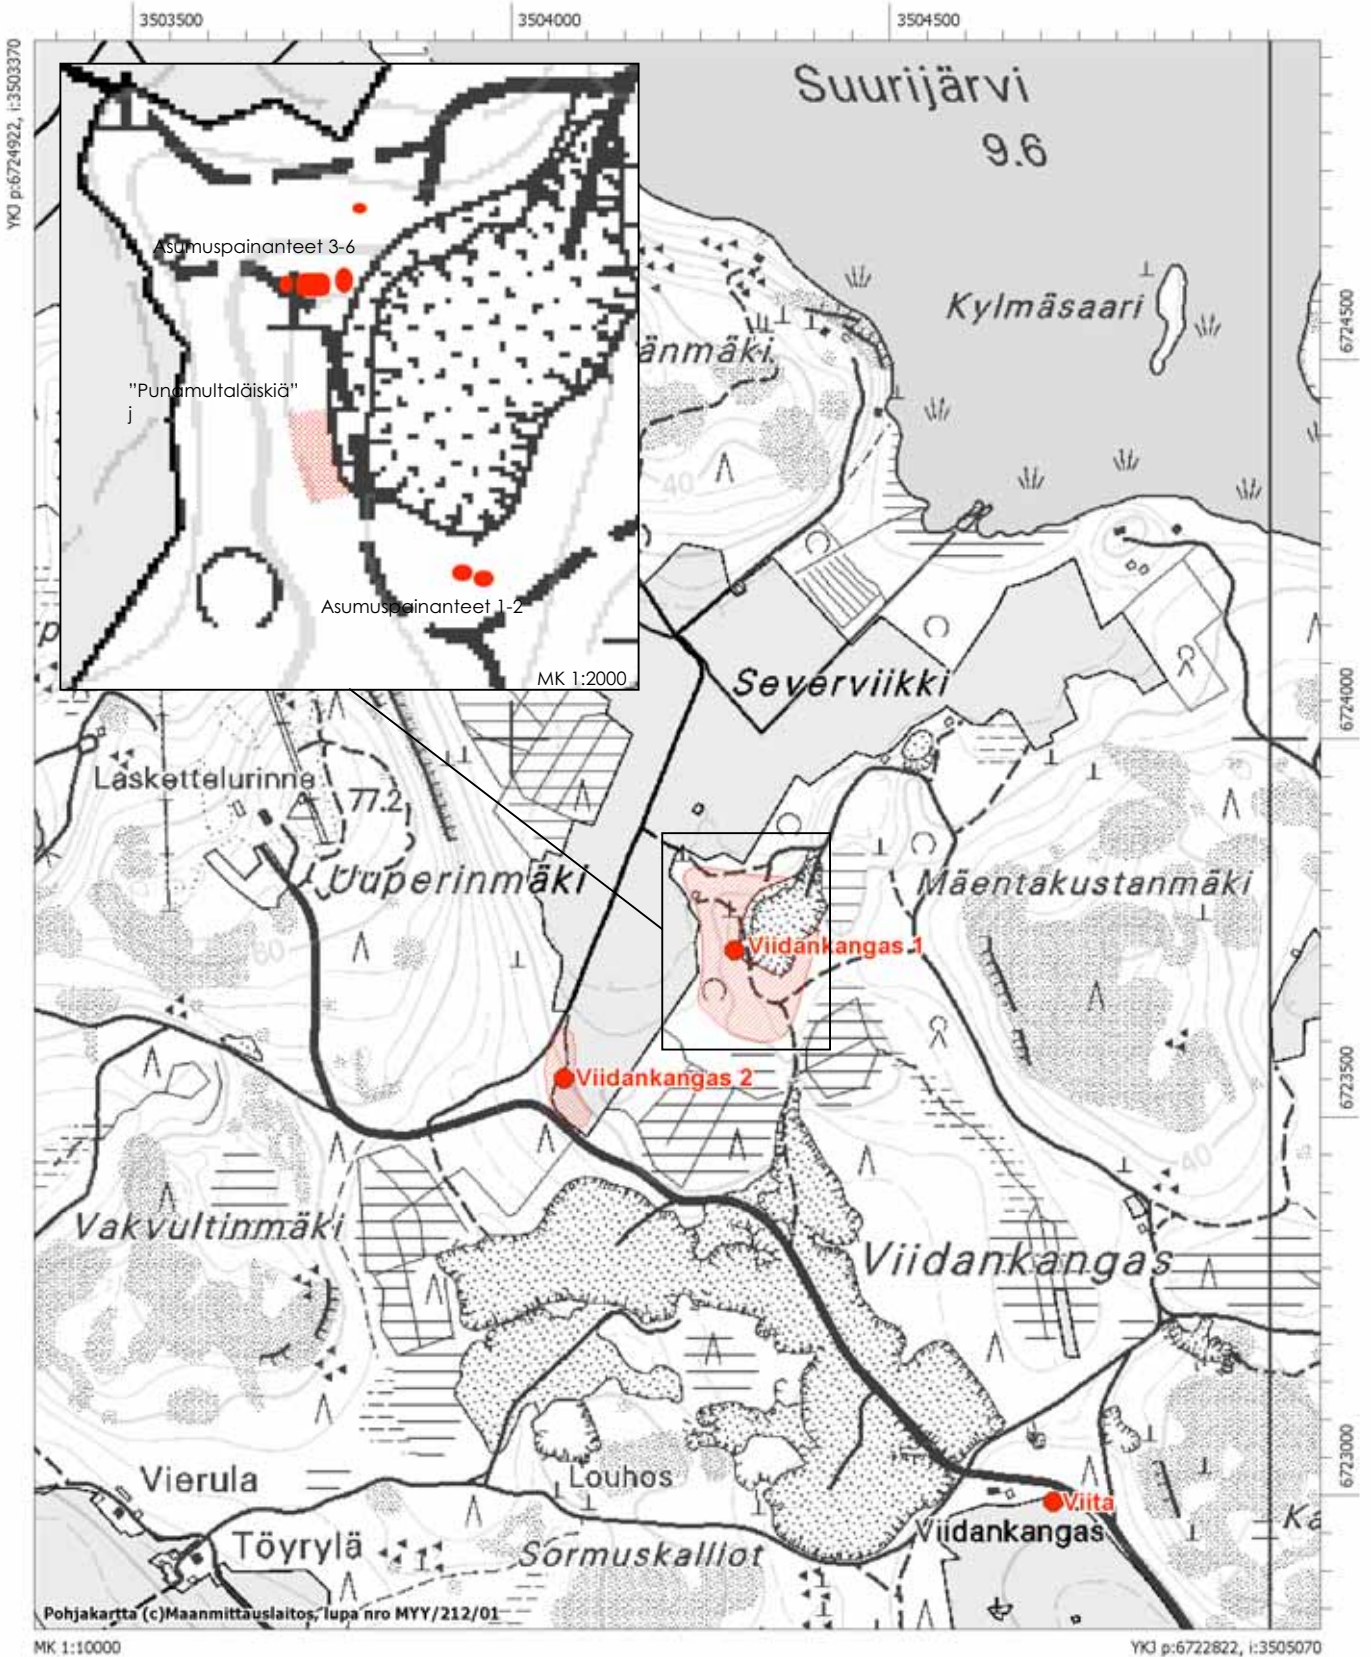 3503500
3504000
3504500
YKJ p:6724922, i:3503370
Suurijärvi
9.6
Asumuspainanteet 3-6
Kylmäsaari
6724500
änmäki
"Punamultaläiskiä"
j
40
Asumuspainanteet 1-2
MK 1:2000
Severviikki
6724000
Laskettelurinne
77.2
Uuperinmäki
Mäentakustanmäki
60
Viidankangas 1
Viidankangas 2
6723500
40
Vakvultinmäki
Viidankangas
6723000
Vierula
Louhos
Viita
Viidankangas
Töyrylä
Sormuskalliot
Pohjakartta (c)Maanmittauslaitos, lupa nro MYY/212/01
MK 1:10000
YKJ p:6722822, i:3505070